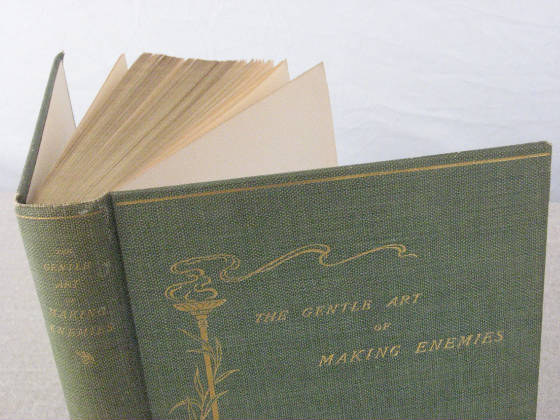 THE
GENTLE
ART
OF
MAKING
ENEMIES
THE GENTLE ART
OF
MAKING ENEMIES